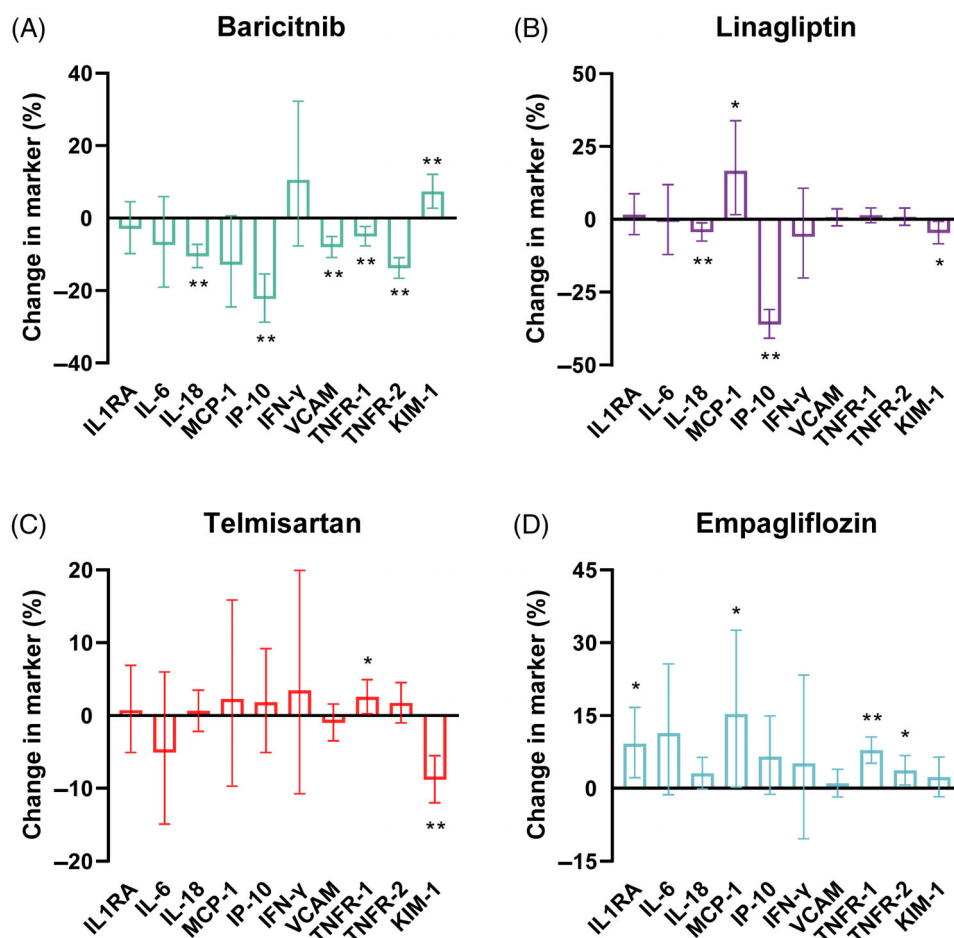 (A)
Baricitnib
Change in marker (%)
40
20
0
–20
–40
**
**
**
**
**
**
IL1RA
IL-6
IL-18
MCP-1
IP-10
IFN-γ
VCAM
TNFR-1
TNFR-2
KIM-1
(B)
Linagliptin
Change in marker (%)
50
25
0
–25
–50
**
*
**
*
IL1RA
IL-6
IL-18
MCP-1
IP-10
IFN-γ
VCAM
TNFR-1
TNFR-2
KIM-1
(C)
Telmisartan
Change in marker (%)
20
10
0
–10
–20
*
**
IL1RA
IL-6
IL-18
MCP-1
IP-10
IFN-γ
VCAM
TNFR-1
TNFR-2
KIM-1
(D)
Empagliflozin
Change in marker (%)
45
30
15
0
–15
*
*
**
*
IL1RA
IL-6
IL-18
MCP-1
IP-10
IFN-γ
VCAM
TNFR-1
TNFR-2
KIM-1